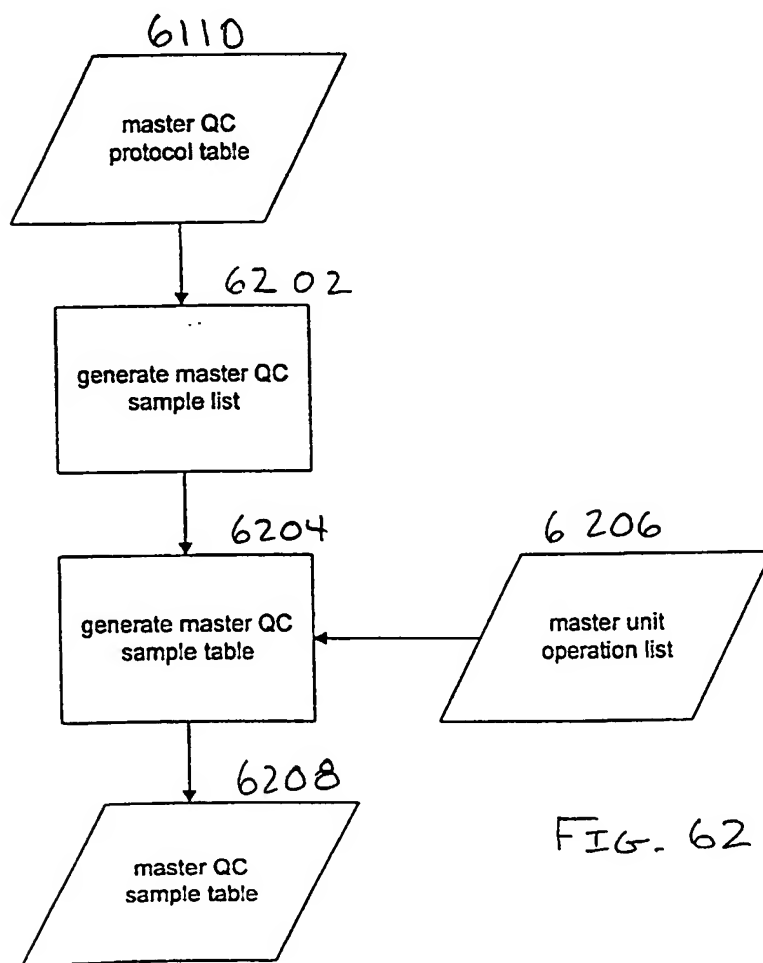 6110
master QC
protocol table
6202
generate master QC
sample list
6204
6206
generate master QC
sample table
master unit
operation list
6208
master QC
sample table
FIG. 62